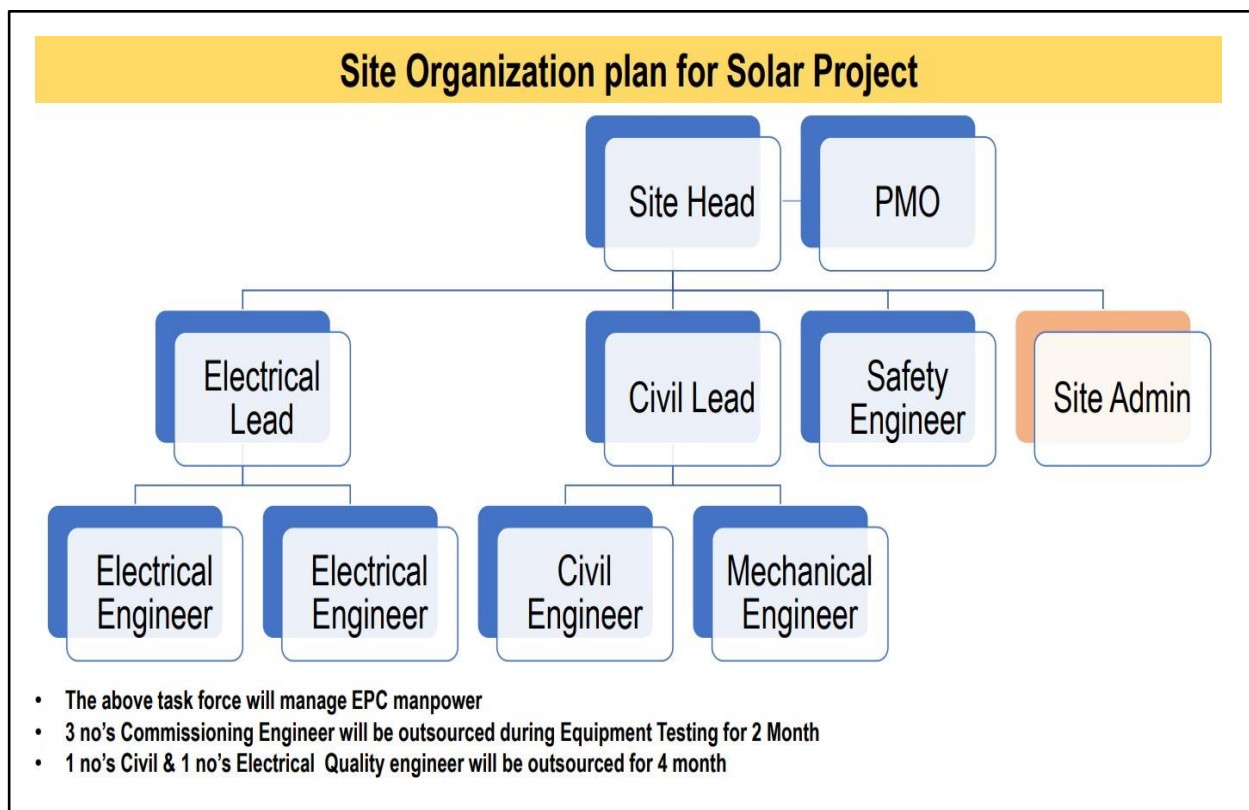 Site Organization plan for Solar Project
Site Head
PMO
Electrical
Lead
Civil Lead
Safety
Engineer
Site Admin
Electrical
Engineer
Electrical
Engineer
Civil
Engineer
Mechanical
Engineer
• The above task force will manage EPC manpower
• 3 no's Commissioning Engineer will be outsourced during Equipment Testing for 2 Month
• 1 no's Civil & 1 no's Electrical Quality engineer will be outsourced for 4 month